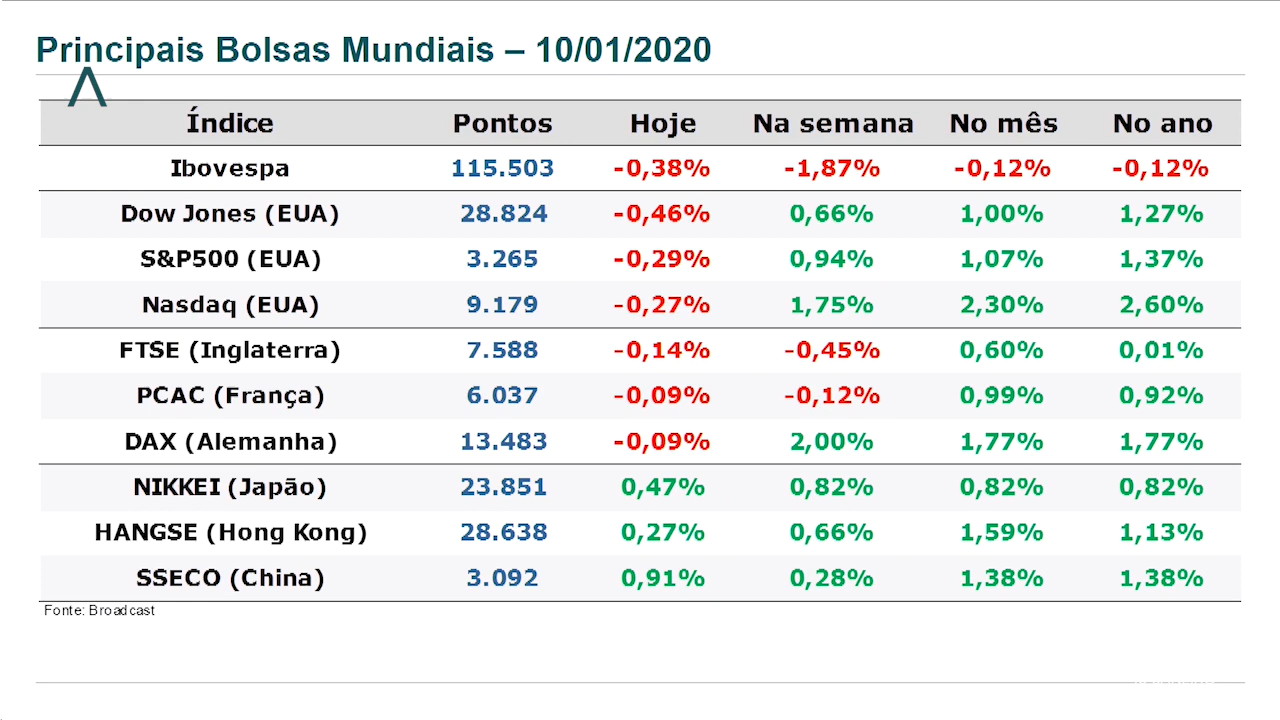 Principais Bolsas Mundiais – 10/01/2020
Índice Pontos Hoje Na semana No mês No ano
Ibovespa 115.503 -0,38% -1,87% -0,12% -0,12%
Dow Jones (EUA) 28.824 -0,46% 0,66% 1,00% 1,27%
S&P500 (EUA) 3.265 -0,29% 0,94% 1,07% 1,37%
Nasdaq (EUA) 9.179 -0,27% 1,75% 2,30% 2,60%
FTSE (Inglaterra) 7.588 -0,14% -0,45% 0,60% 0,01%
PCAC (França) 6.037 -0,09% -0,12% 0,99% 0,92%
DAX (Alemanha) 13.483 -0,09% 2,00% 1,77% 1,77%
NIKKEI (Japão) 23.851 0,47% 0,82% 0,82% 0,82%
HANGSE (Hong Kong) 28.638 0,27% 0,66% 1,59% 1,13%
SSECO (China) 3.092 0,91% 0,28% 1,38% 1,38%
Fonte: Broadcast